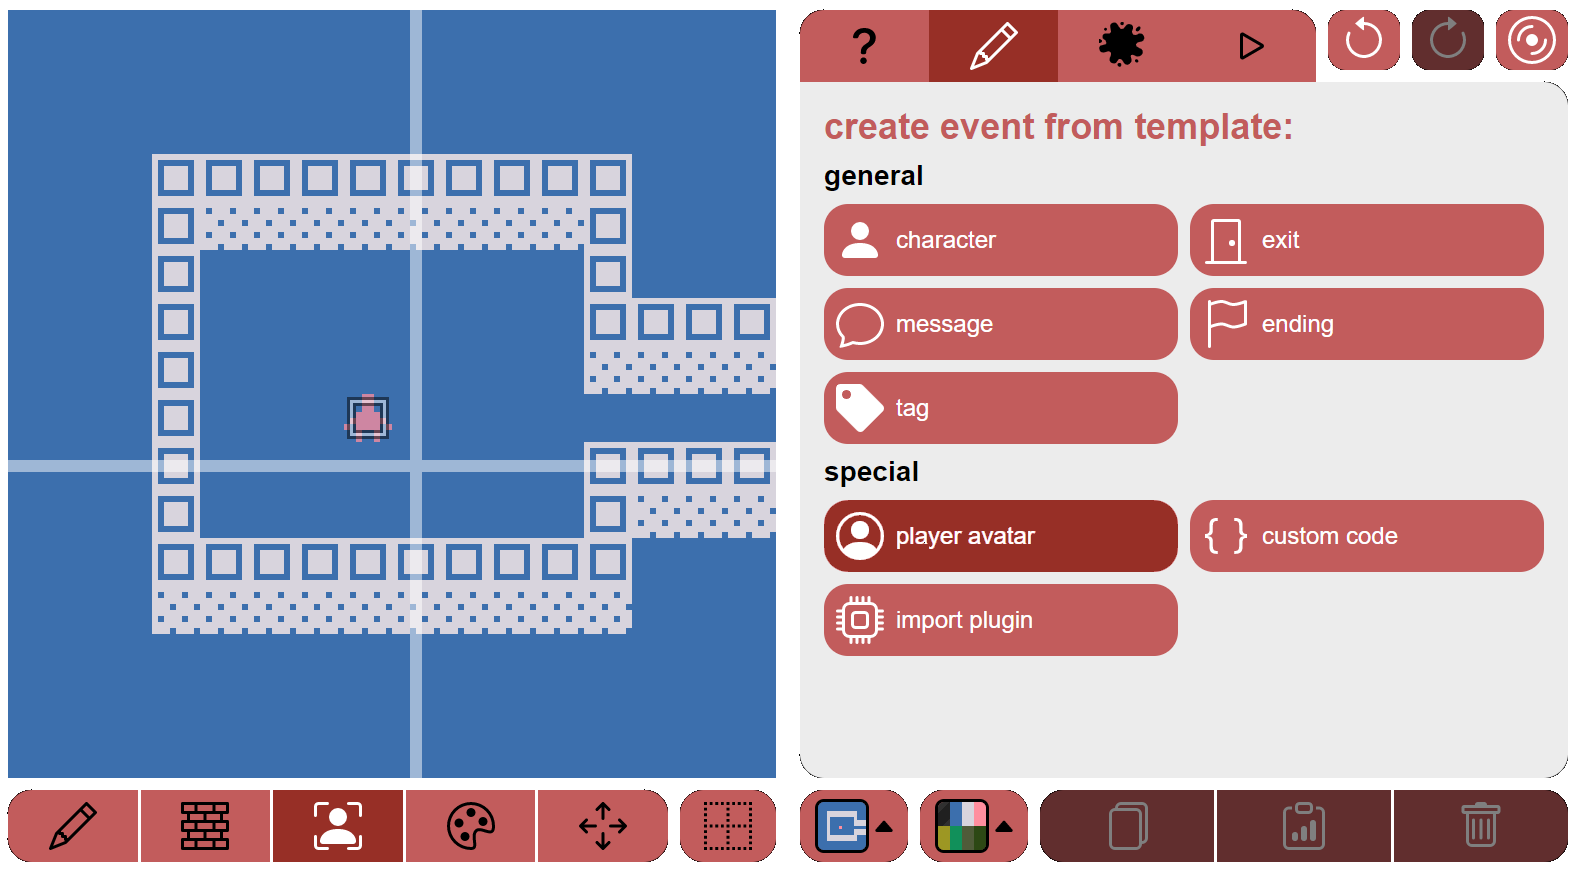 ?
create event from template:
general
character
exit
message
ending
tag
special
player avatar
{ } custom code
import plugin